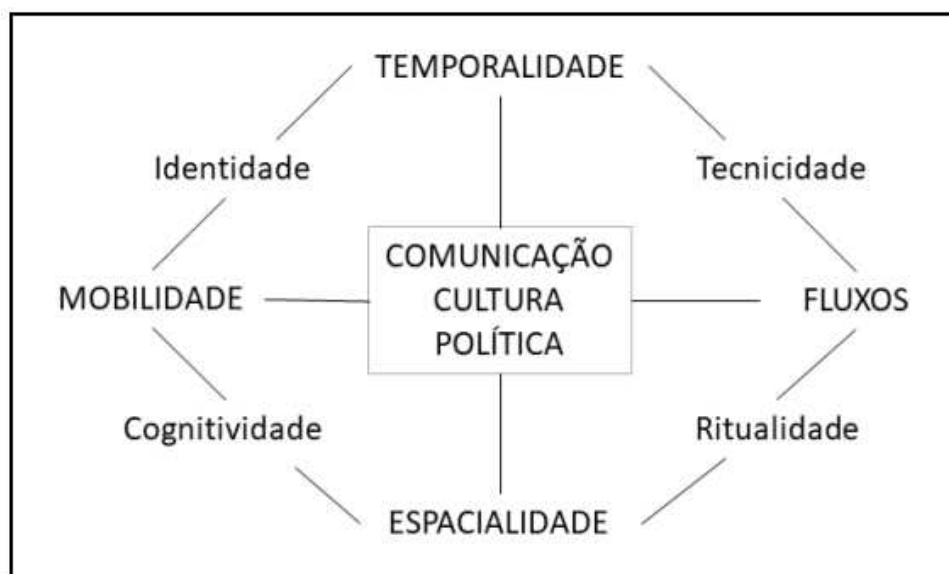 TEMPORALIDADE
Identidade
Tecnicidade
COMUNICAÇÃO
CULTURA
POLÍTICA
MOBILIDADE
FLUXOS
Cognitividade
Ritualidade
ESPACIALIDADE